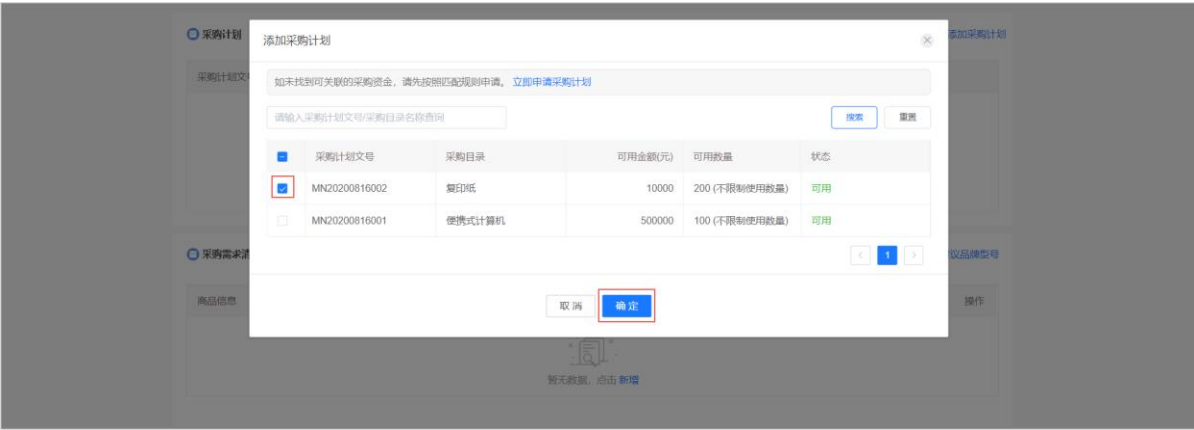 采购计划
添加采购计划
添加采购计划
采购计划文号
如未找到可关联的采购资金，请先按照匹配规则申请。 立即申请采购计划
请输入采购计划文号/采购目录名称查询
搜索
重置
采购计划文号 采购目录 可用金额(元) 可用数量 状态
MN20200816002 复印纸 10000 200 (不限制使用数量) 可用
MN20200816001 便携式计算机 500000 100 (不限制使用数量) 可用
1
采购需求清
议品牌型号
取消
确定
商品信息
操作
暂无数据，点击 新增